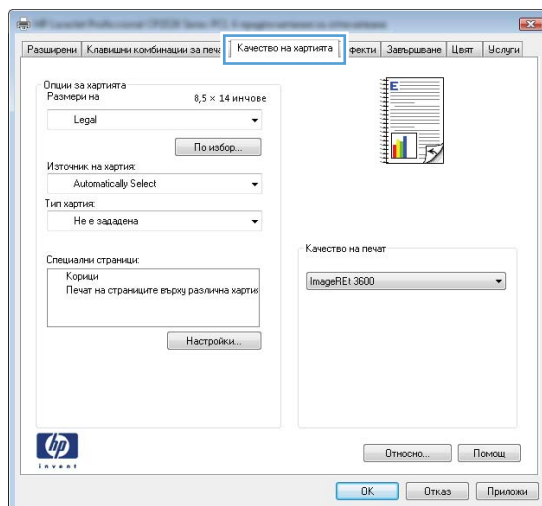 Разширени
Клавишни комбинации за печа
Качество на хартията
фекти
Завършване
Цвят
Услуги
Опции за хартията
Размери на
8,5 × 14 инчове
Legal
По избор...
Източник на хартия:
Automatically Select
Тип хартия:
Не е зададена
Специални страници:
Корици
Печат на страниците върху различна хартия
Настройки...
E
Качество на печат
ImageREt 3600
hp
invent
Относно...
Помощ
OK
Отказ
Приложи